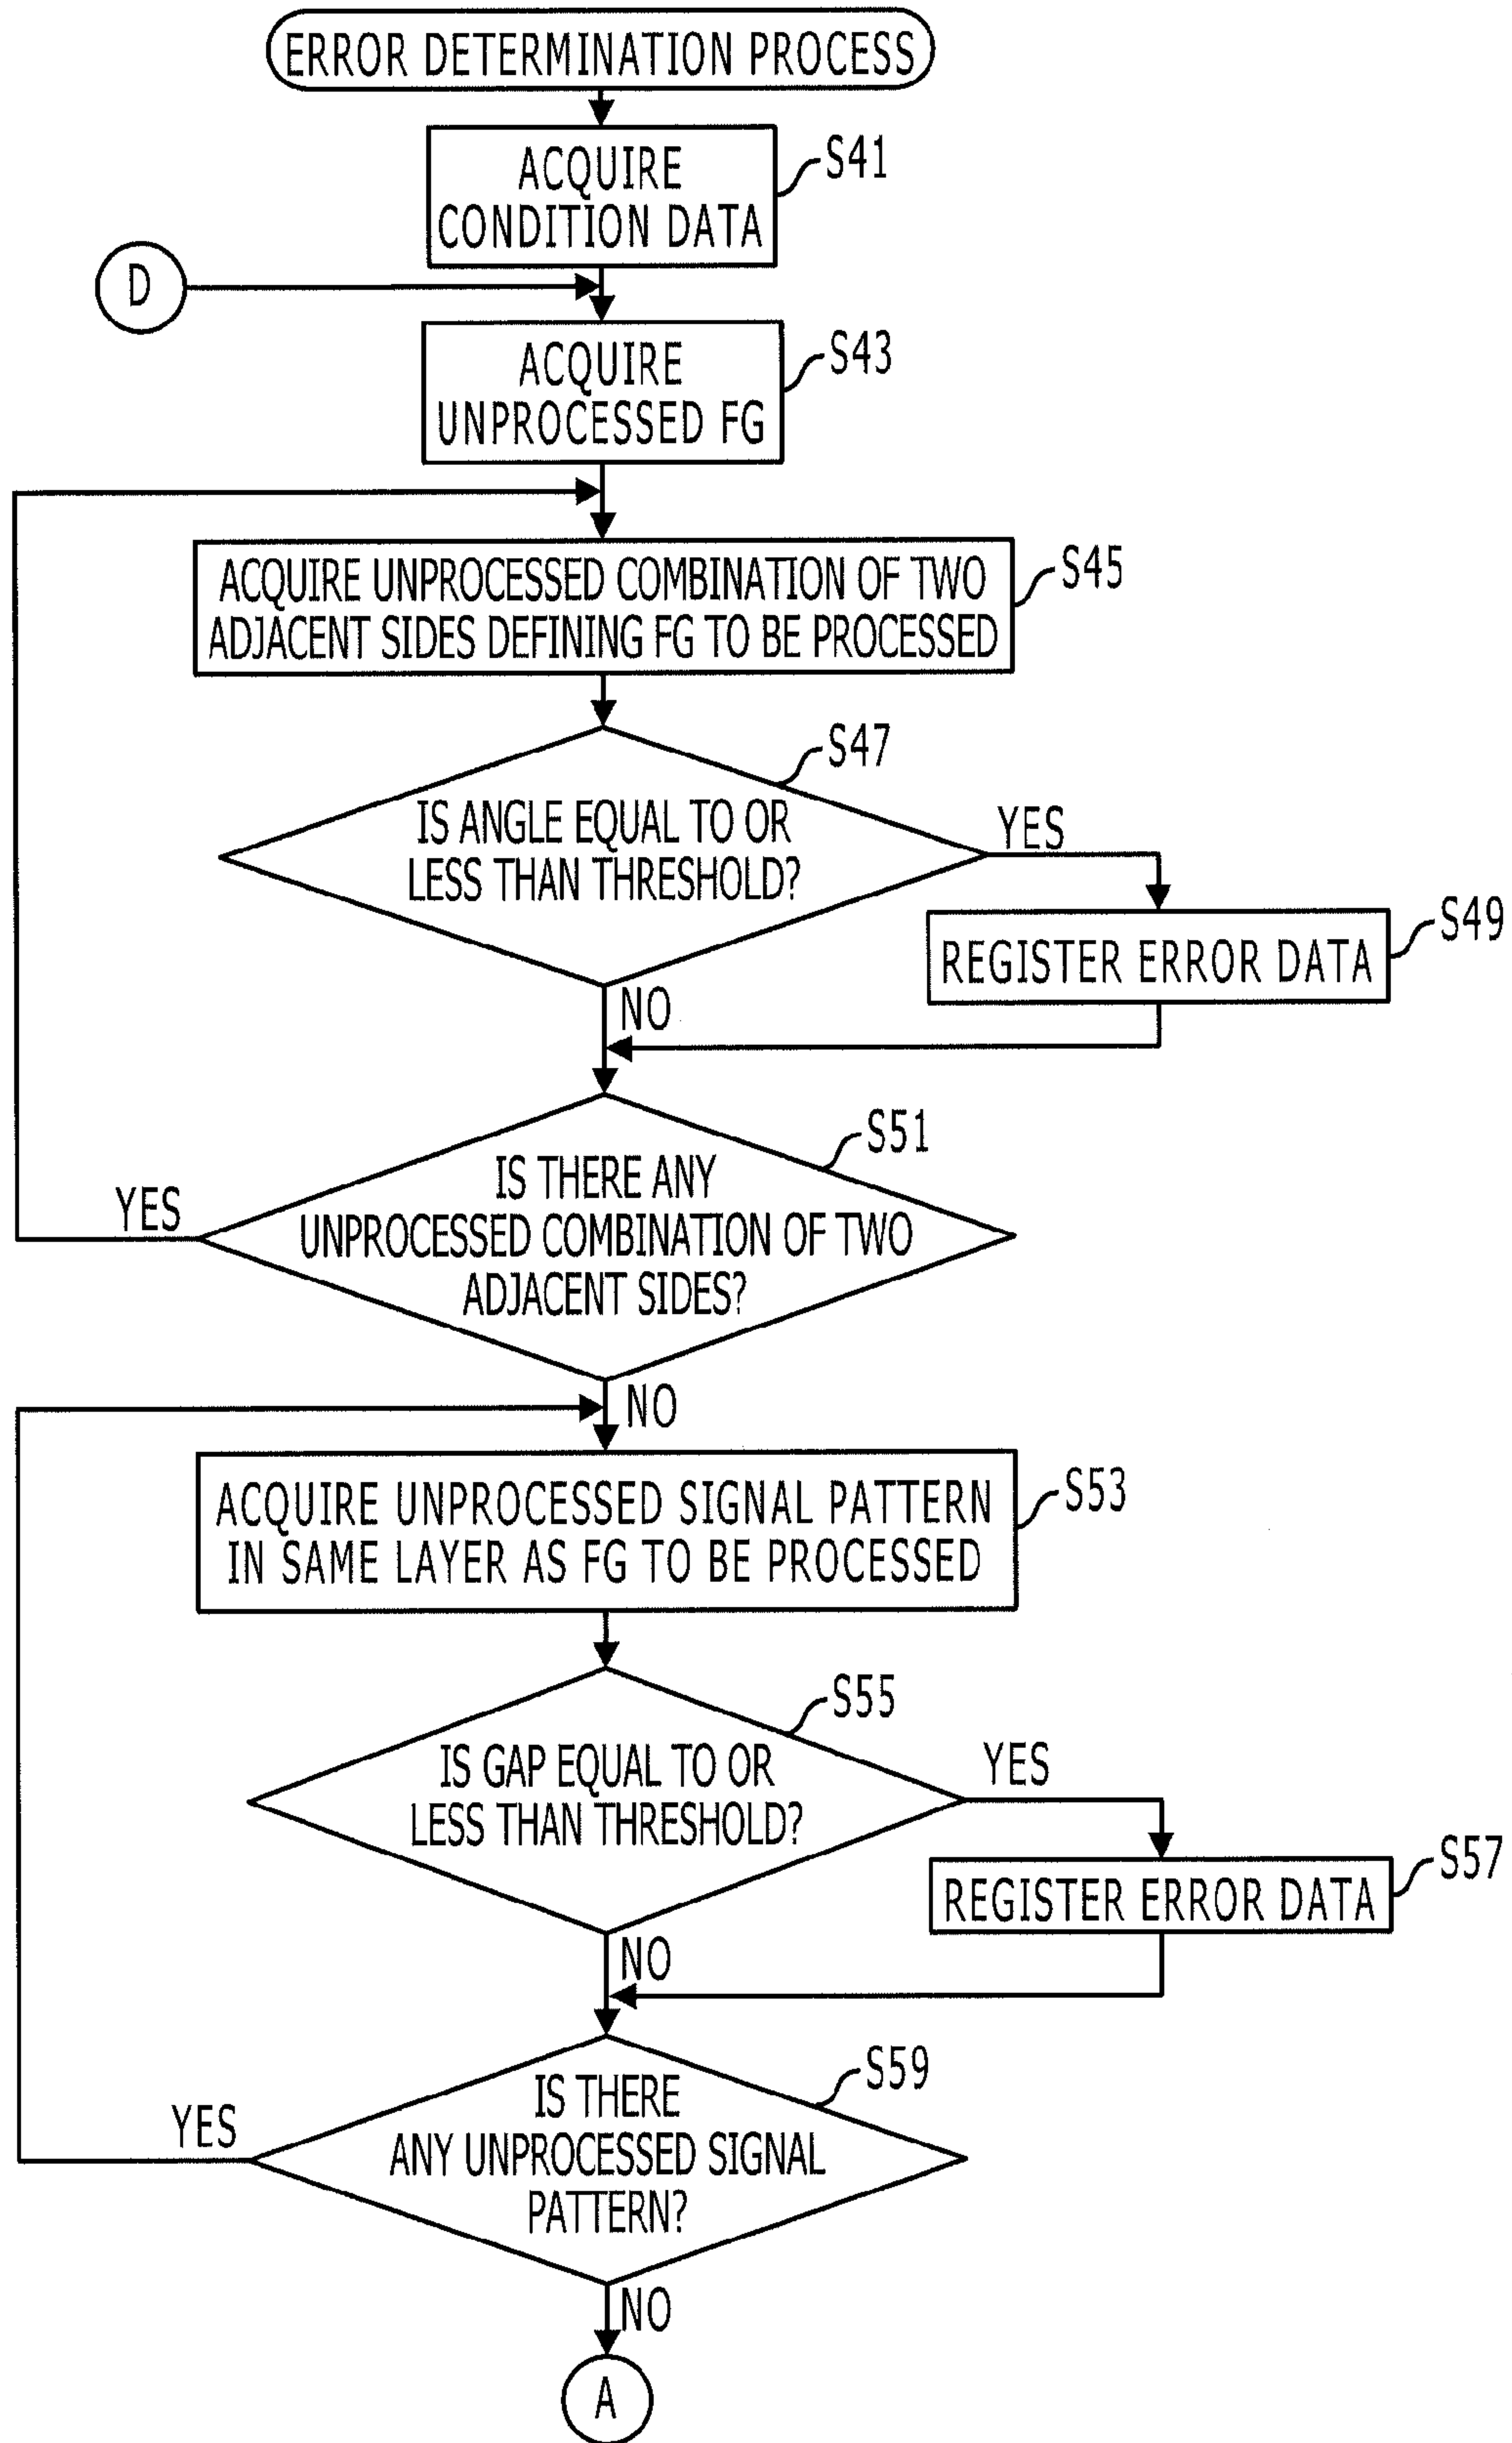 ERROR DETERMINATION PROCESS
ACQUIRE
CONDITION DATA
S41
D
ACQUIRE
UNPROCESSED FG
S43
ACQUIRE UNPROCESSED COMBINATION OF TWO
ADJACENT SIDES DEFINING FG TO BE PROCESSED
S45
S47
IS ANGLE EQUAL TO OR
LESS THAN THRESHOLD?
YES
REGISTER ERROR DATA
S49
NO
S51
IS THERE ANY
UNPROCESSED COMBINATION OF TWO
ADJACENT SIDES?
YES
NO
ACQUIRE UNPROCESSED SIGNAL PATTERN
IN SAME LAYER AS FG TO BE PROCESSED
S53
S55
IS GAP EQUAL TO OR
LESS THAN THRESHOLD?
YES
REGISTER ERROR DATA
S57
NO
S59
IS THERE
ANY UNPROCESSED SIGNAL
PATTERN?
YES
NO
A